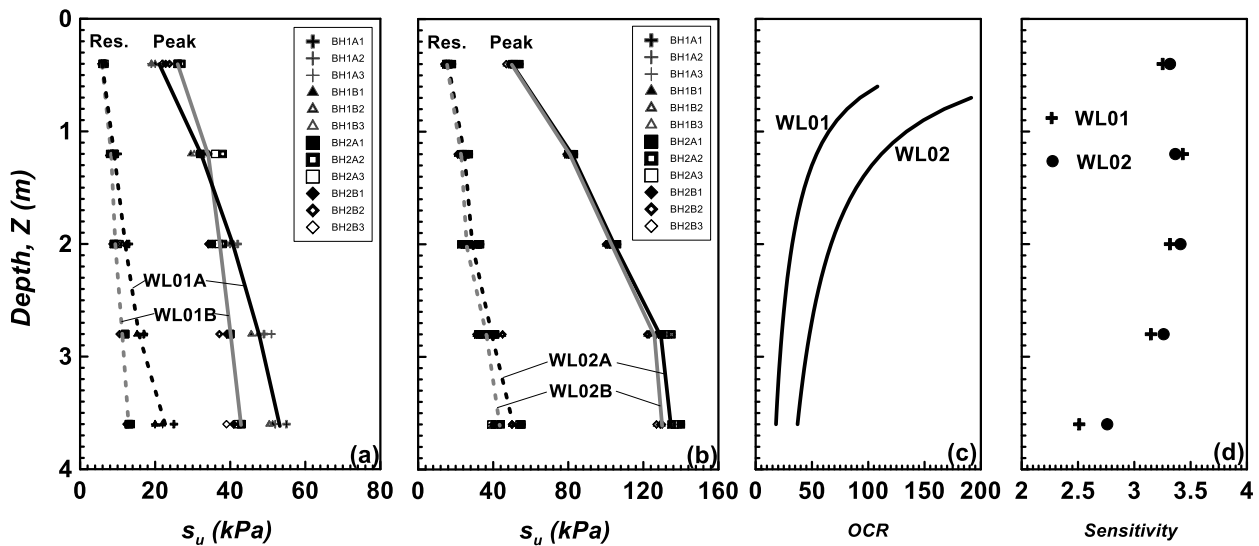 0
1
2
3
4
Depth, Z (m)
Res. Peak
BH1A1
BH1A2
BH1A3
BH1B1
BH1B2
BH1B3
BH2A1
BH2A2
BH2A3
BH2B1
BH2B2
BH2B3
WL01A
WL01B
(a)
0 20 40 60 80
s_u (kPa)
Res. Peak
BH1A1
BH1A2
BH1A3
BH1B1
BH1B2
BH1B3
BH2A1
BH2A2
BH2A3
BH2B1
BH2B2
BH2B3
WL02A
WL02B
(b)
0 40 80 120 160
s_u (kPa)
WL01
WL02
(c)
0 50 100 150 200
OCR
WL01
WL02
(d)
2 2.5 3 3.5 4
Sensitivity